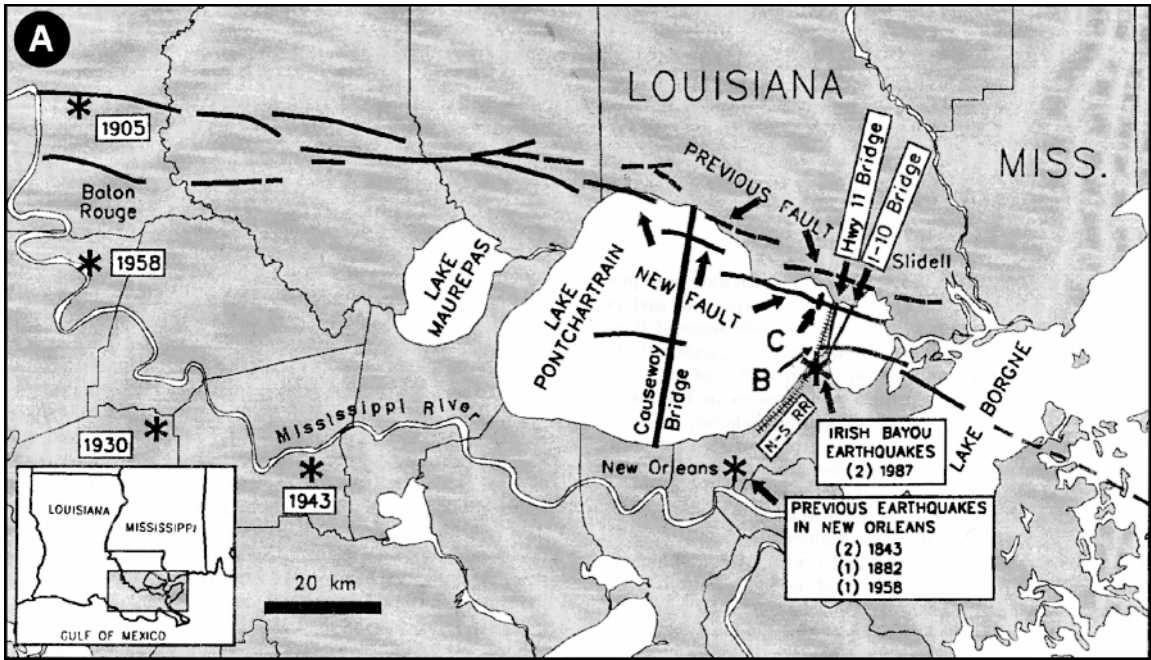 A
LOUISIANA
MISS.
1905
Baton
Rouge
1958
1930
1943
LAKE
MAUREPAS
LAKE
PONTCHARTRAIN
PREVIOUS FAULT
NEW FAULT
Hwy 11 Bridge
I-10 Bridge
Slidell
C
B
Causeway
Bridge
N-S RR
LAKE BORGNE
Mississippi River
New Orleans
IRISH BAYOU
EARTHQUAKES
(2) 1987
PREVIOUS EARTHQUAKES
IN NEW ORLEANS
(2) 1843
(1) 1882
(1) 1958
LOUISIANA
MISSISSIPPI
GULF OF MEXICO
20 km